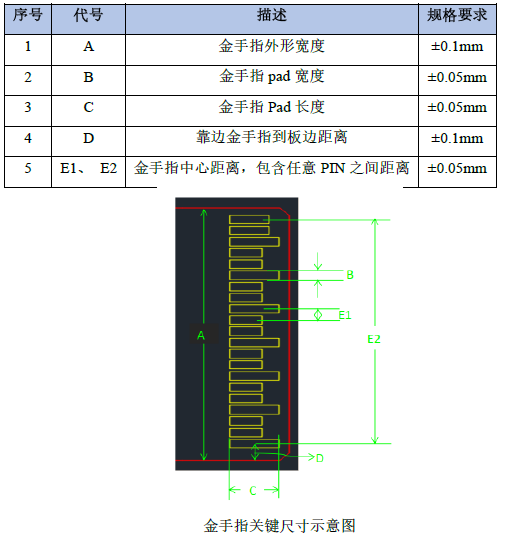 序号 代号 描述 规格要求
1 A 金手指外形宽度 ±0.1mm
2 B 金手指 pad 宽度 ±0.05mm
3 C 金手指 Pad 长度 ±0.05mm
4 D 靠边金手指到板边距离 ±0.1mm
5 E1、 E2 金手指中心距离，包含任意 PIN 之间距离 ±0.05mm
B
E1
A
E2
D
C
金手指关键尺寸示意图